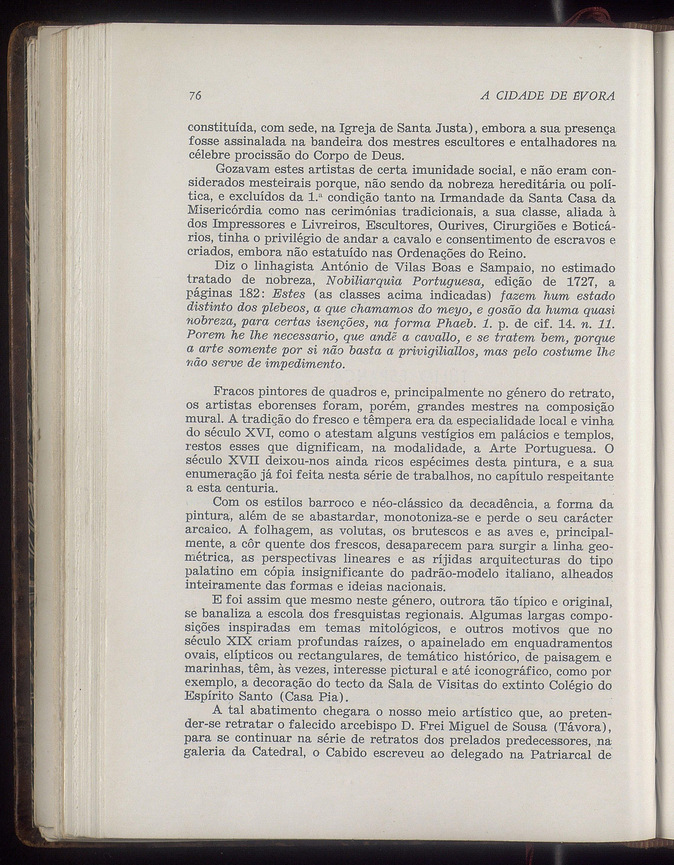 76
A CIDADE DE ÉVORA
constituída, com sede, na Igreja de Santa Justa), embora a sua presença
fosse assinalada na bandeira dos mestres escultores e entalhadores na
célebre procissão do Corpo de Deus.
Gozavam estes artistas de certa imunidade social, e não eram con-
siderados mesteirais porque, não sendo da nobreza hereditária ou polí-
tica, e excluídos da 1.ª condição tanto na Irmandade da Santa Casa da
Misericórdia como nas cerimónias tradicionais, a sua classe, aliada à
dos Impressores e Livreiros, Escultores, Ourives, Cirurgiões e Boticá-
rios, tinha o privilégio de andar a cavalo e consentimento de escravos e
criados, embora não estatuído nas Ordenações do Reino.
Diz o linhagista António de Vilas Boas e Sampaio, no estimado
tratado de nobreza, Nobiliarquia Portuguesa, edição de 1727, a
páginas 182: Estes (as classes acima indicadas) fazem hum estado
distinto dos plebeos, a que chamamos do meyo, e gosão da huma quasi
nobreza, para certas isenções, na forma Phaeb. 1. p. de cif. 14. n. 11.
Porem he lhe necessario, que andẽ a cavallo, e se tratem bem, porque
a arte somente por si não basta a privigiliallos, mas pelo costume lhe
não serve de impedimento.
Fracos pintores de quadros e, principalmente no género do retrato,
os artistas eborenses foram, porém, grandes mestres na composição
mural. A tradição do fresco e têmpera era da especialidade local e vinha
do século XVI, como o atestam alguns vestígios em palácios e templos,
restos esses que dignificam, na modalidade, a Arte Portuguesa. O
século XVII deixou-nos ainda ricos espécimes desta pintura, e a sua
enumeração já foi feita nesta série de trabalhos, no capítulo respeitante
a esta centuria.
Com os estilos barroco e néo-clássico da decadência, a forma da
pintura, além de se abastardar, monotoniza-se e perde o seu carácter
arcaico. A folhagem, as volutas, os brutescos e as aves e, principal-
mente, a côr quente dos frescos, desaparecem para surgir a linha geo-
métrica, as perspectivas lineares e as ríjidas arquitecturas do tipo
palatino em cópia insignificante do padrão-modelo italiano, alheados
inteiramente das formas e ideias nacionais.
E foi assim que mesmo neste género, outrora tão típico e original,
se banaliza a escola dos fresquistas regionais. Algumas largas compo-
sições inspiradas em temas mitológicos, e outros motivos que no
século XIX criam profundas raízes, o apainelado em enquadramentos
ovais, elípticos ou rectangulares, de temático histórico, de paisagem e
marinhas, têm, às vezes, interesse pictural e até iconográfico, como por
exemplo, a decoração do tecto da Sala de Visitas do extinto Colégio do
Espírito Santo (Casa Pia).
A tal abatimento chegara o nosso meio artístico que, ao preten-
der-se retratar o falecido arcebispo D. Frei Miguel de Sousa (Távora),
para se continuar na série de retratos dos prelados predecessores, na
galeria da Catedral, o Cabido escreveu ao delegado na Patriarcal de